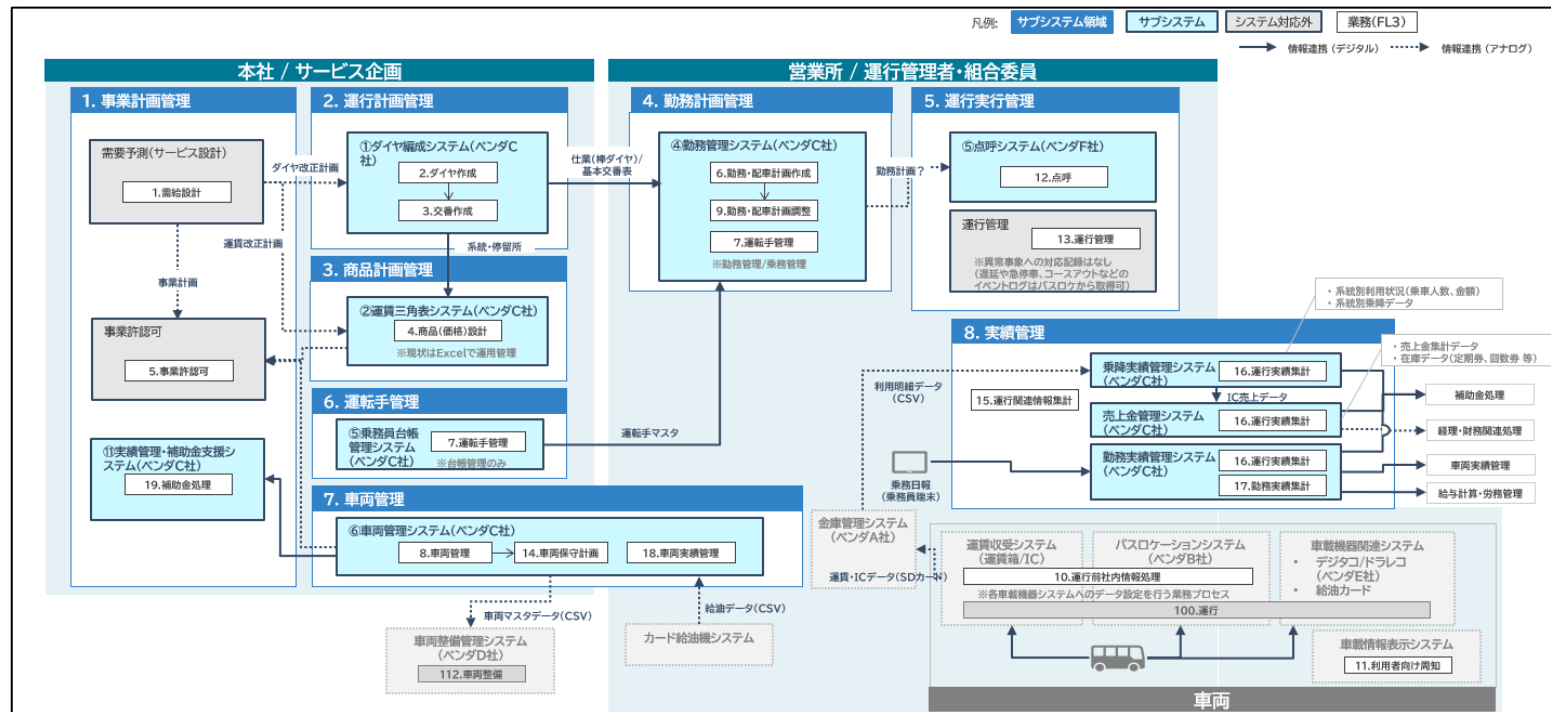 凡例:
サブシステム領域
サブシステム
システム対応外
業務(FL3)
情報連携 (デジタル)
情報連携 (アナログ)
本社 / サービス企画
営業所 / 運行管理者・組合委員
1. 事業計画管理
需要予測(サービス設計)
1.需給設計
ダイヤ改正計画
運賃改正計画
事業計画
事業許認可
5.事業許認可
⑪実績管理・補助金支援シ
ステム(ベンダC社)
19.補助金処理
2. 運行計画管理
①ダイヤ編成システム(ベンダC
社)
2.ダイヤ作成
3.交番作成
仕業(棒ダイヤ)/
基本交番表
系統・停留所
3. 商品計画管理
②運賃三角表システム(ベンダC社)
4.商品(価格)設計
※現状はExcelで運用管理
6. 運転手管理
⑤乗務員台帳
管理システム
(ベンダC社)
7.運転手管理
※台帳管理のみ
運転手マスタ
7. 車両管理
⑥車両管理システム(ベンダC社)
8.車両管理
14.車両保守計画
18.車両実績管理
車両マスタデータ(CSV)
給油データ(CSV)
車両整備管理システム
(ベンダD社)
112.車両整備
カード給油機システム
4. 勤務計画管理
④勤務管理システム(ベンダC社)
6.勤務・配車計画作成
9.勤務・配車計画調整
7.運転手管理
※勤務管理/乗務管理
勤務計画?
5. 運行実行管理
⑤点呼システム(ベンダF社)
12.点呼
運行管理
13.運行管理
※異常事象への対応記録はなし
(遅延や急停車、コースアウトなどの
イベントログはバスロケから取得可)
・系統別利用状況(乗車人数、金額)
・系統別乗降データ
・売上金集計データ
・在庫データ(定期券、回数券 等)
8. 実績管理
利用明細データ
(CSV)
15.運行関連情報集計
乗降実績管理システム
(ベンダC社)
16.運行実績集計
IC売上データ
売上金管理システム
(ベンダC社)
16.運行実績集計
勤務実績管理システム
(ベンダC社)
16.運行実績集計
17.勤務実績集計
補助金処理
経理・財務関連処理
車両実績管理
給与計算・労務管理
乗務日報
(乗務員端末)
金庫管理システム
(ベンダA社)
運賃・ICデータ(SDカード)
運賃収受システム
(運賃箱/IC)
バスロケーションシステム
(ベンダB社)
車載機器関連システム
・ デジタコ/ドラレコ
(ベンダE社)
・ 給油カード
10.運行前社内情報処理
※各車載機器システムへのデータ設定を行う業務プロセス
100.運行
車載情報表示システム
11.利用者向け周知
車両